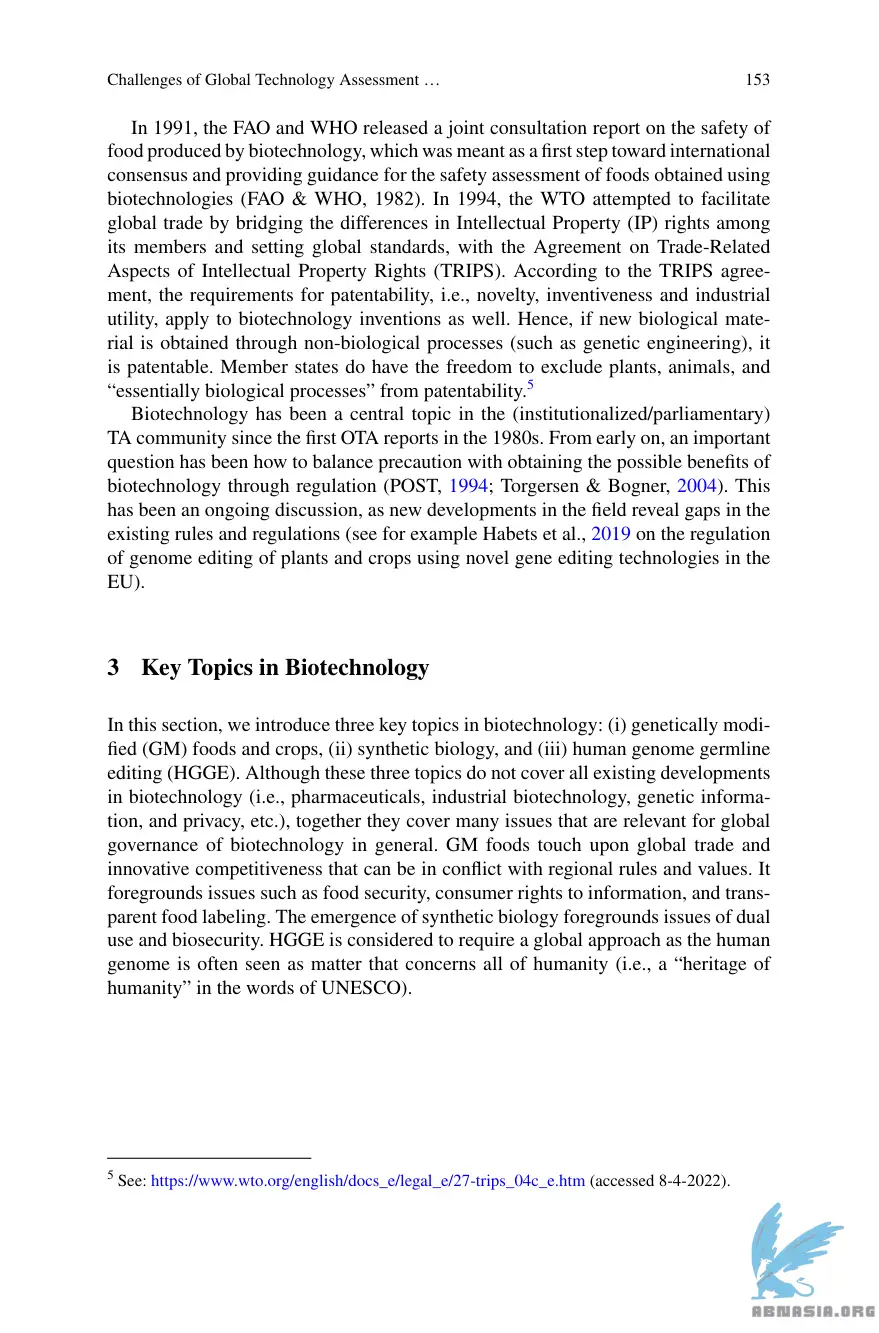 Challenges of Global Technology Assessment … 153
In 1991, the FAO and WHO released a joint consultation report on the safety of
food produced by biotechnology, which was meant as a first step toward international
consensus and providing guidance for the safety assessment of foods obtained using
biotechnologies (FAO & WHO, 1982). In 1994, the WTO attempted to facilitate
global trade by bridging the differences in Intellectual Property (IP) rights among
its members and setting global standards, with the Agreement on Trade-Related
Aspects of Intellectual Property Rights (TRIPS). According to the TRIPS agree-
ment, the requirements for patentability, i.e., novelty, inventiveness and industrial
utility, apply to biotechnology inventions as well. Hence, if new biological mate-
rial is obtained through non-biological processes (such as genetic engineering), it
is patentable. Member states do have the freedom to exclude plants, animals, and
“essentially biological processes” from patentability.5
Biotechnology has been a central topic in the (institutionalized/parliamentary)
TA community since the first OTA reports in the 1980s. From early on, an important
question has been how to balance precaution with obtaining the possible benefits of
biotechnology through regulation (POST, 1994; Torgersen & Bogner, 2004). This
has been an ongoing discussion, as new developments in the field reveal gaps in the
existing rules and regulations (see for example Habets et al., 2019 on the regulation
of genome editing of plants and crops using novel gene editing technologies in the
EU).
3 Key Topics in Biotechnology
In this section, we introduce three key topics in biotechnology: (i) genetically modi-
fied (GM) foods and crops, (ii) synthetic biology, and (iii) human genome germline
editing (HGGE). Although these three topics do not cover all existing developments
in biotechnology (i.e., pharmaceuticals, industrial biotechnology, genetic informa-
tion, and privacy, etc.), together they cover many issues that are relevant for global
governance of biotechnology in general. GM foods touch upon global trade and
innovative competitiveness that can be in conflict with regional rules and values. It
foregrounds issues such as food security, consumer rights to information, and trans-
parent food labeling. The emergence of synthetic biology foregrounds issues of dual
use and biosecurity. HGGE is considered to require a global approach as the human
genome is often seen as matter that concerns all of humanity (i.e., a “heritage of
humanity” in the words of UNESCO).
5 See: https://www.wto.org/english/docs_e/legal_e/27-trips_04c_e.htm (accessed 8-4-2022).
ABNASIA.ORG